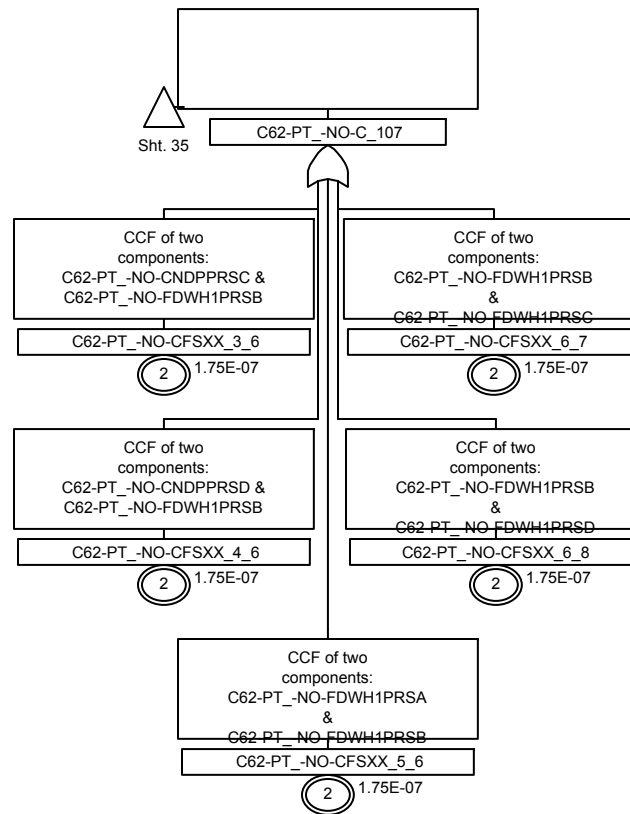 Sht. 35
C62-PT_-NO-C_107
CCF of two
components:
C62-PT_-NO-CNDPPRSC &
C62-PT_-NO-FDWH1PRSB
C62-PT_-NO-CFSXX_3_6
2
1.75E-07
CCF of two
components:
C62-PT_-NO-FDWH1PRSB
&
C62-PT_-NO-FDWH1PRSC
C62-PT_-NO-CFSXX_6_7
2
1.75E-07
CCF of two
components:
C62-PT_-NO-CNDPPRSD &
C62-PT_-NO-FDWH1PRSB
C62-PT_-NO-CFSXX_4_6
2
1.75E-07
CCF of two
components:
C62-PT_-NO-FDWH1PRSB
&
C62-PT_-NO-FDWH1PRSD
C62-PT_-NO-CFSXX_6_8
2
1.75E-07
CCF of two
components:
C62-PT_-NO-FDWH1PRSA
&
C62-PT_-NO-FDWH1PRSB
C62-PT_-NO-CFSXX_5_6
2
1.75E-07